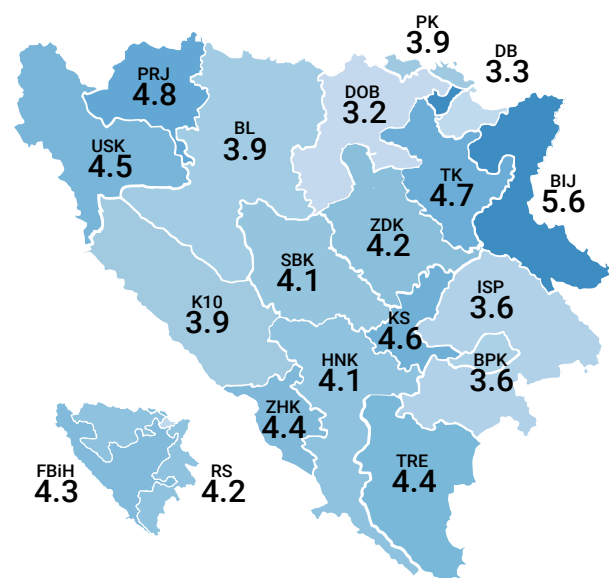 PK
3.9
DB
3.3
PRJ
4.8
DOB
3.2
BL
3.9
USK
4.5
TK
4.7
BIJ
5.6
ZDK
4.2
SBK
4.1
ISP
3.6
K10
3.9
KS
4.6
HNK
4.1
BPK
3.6
ZHK
4.4
TRE
4.4
FBiH
4.3
RS
4.2